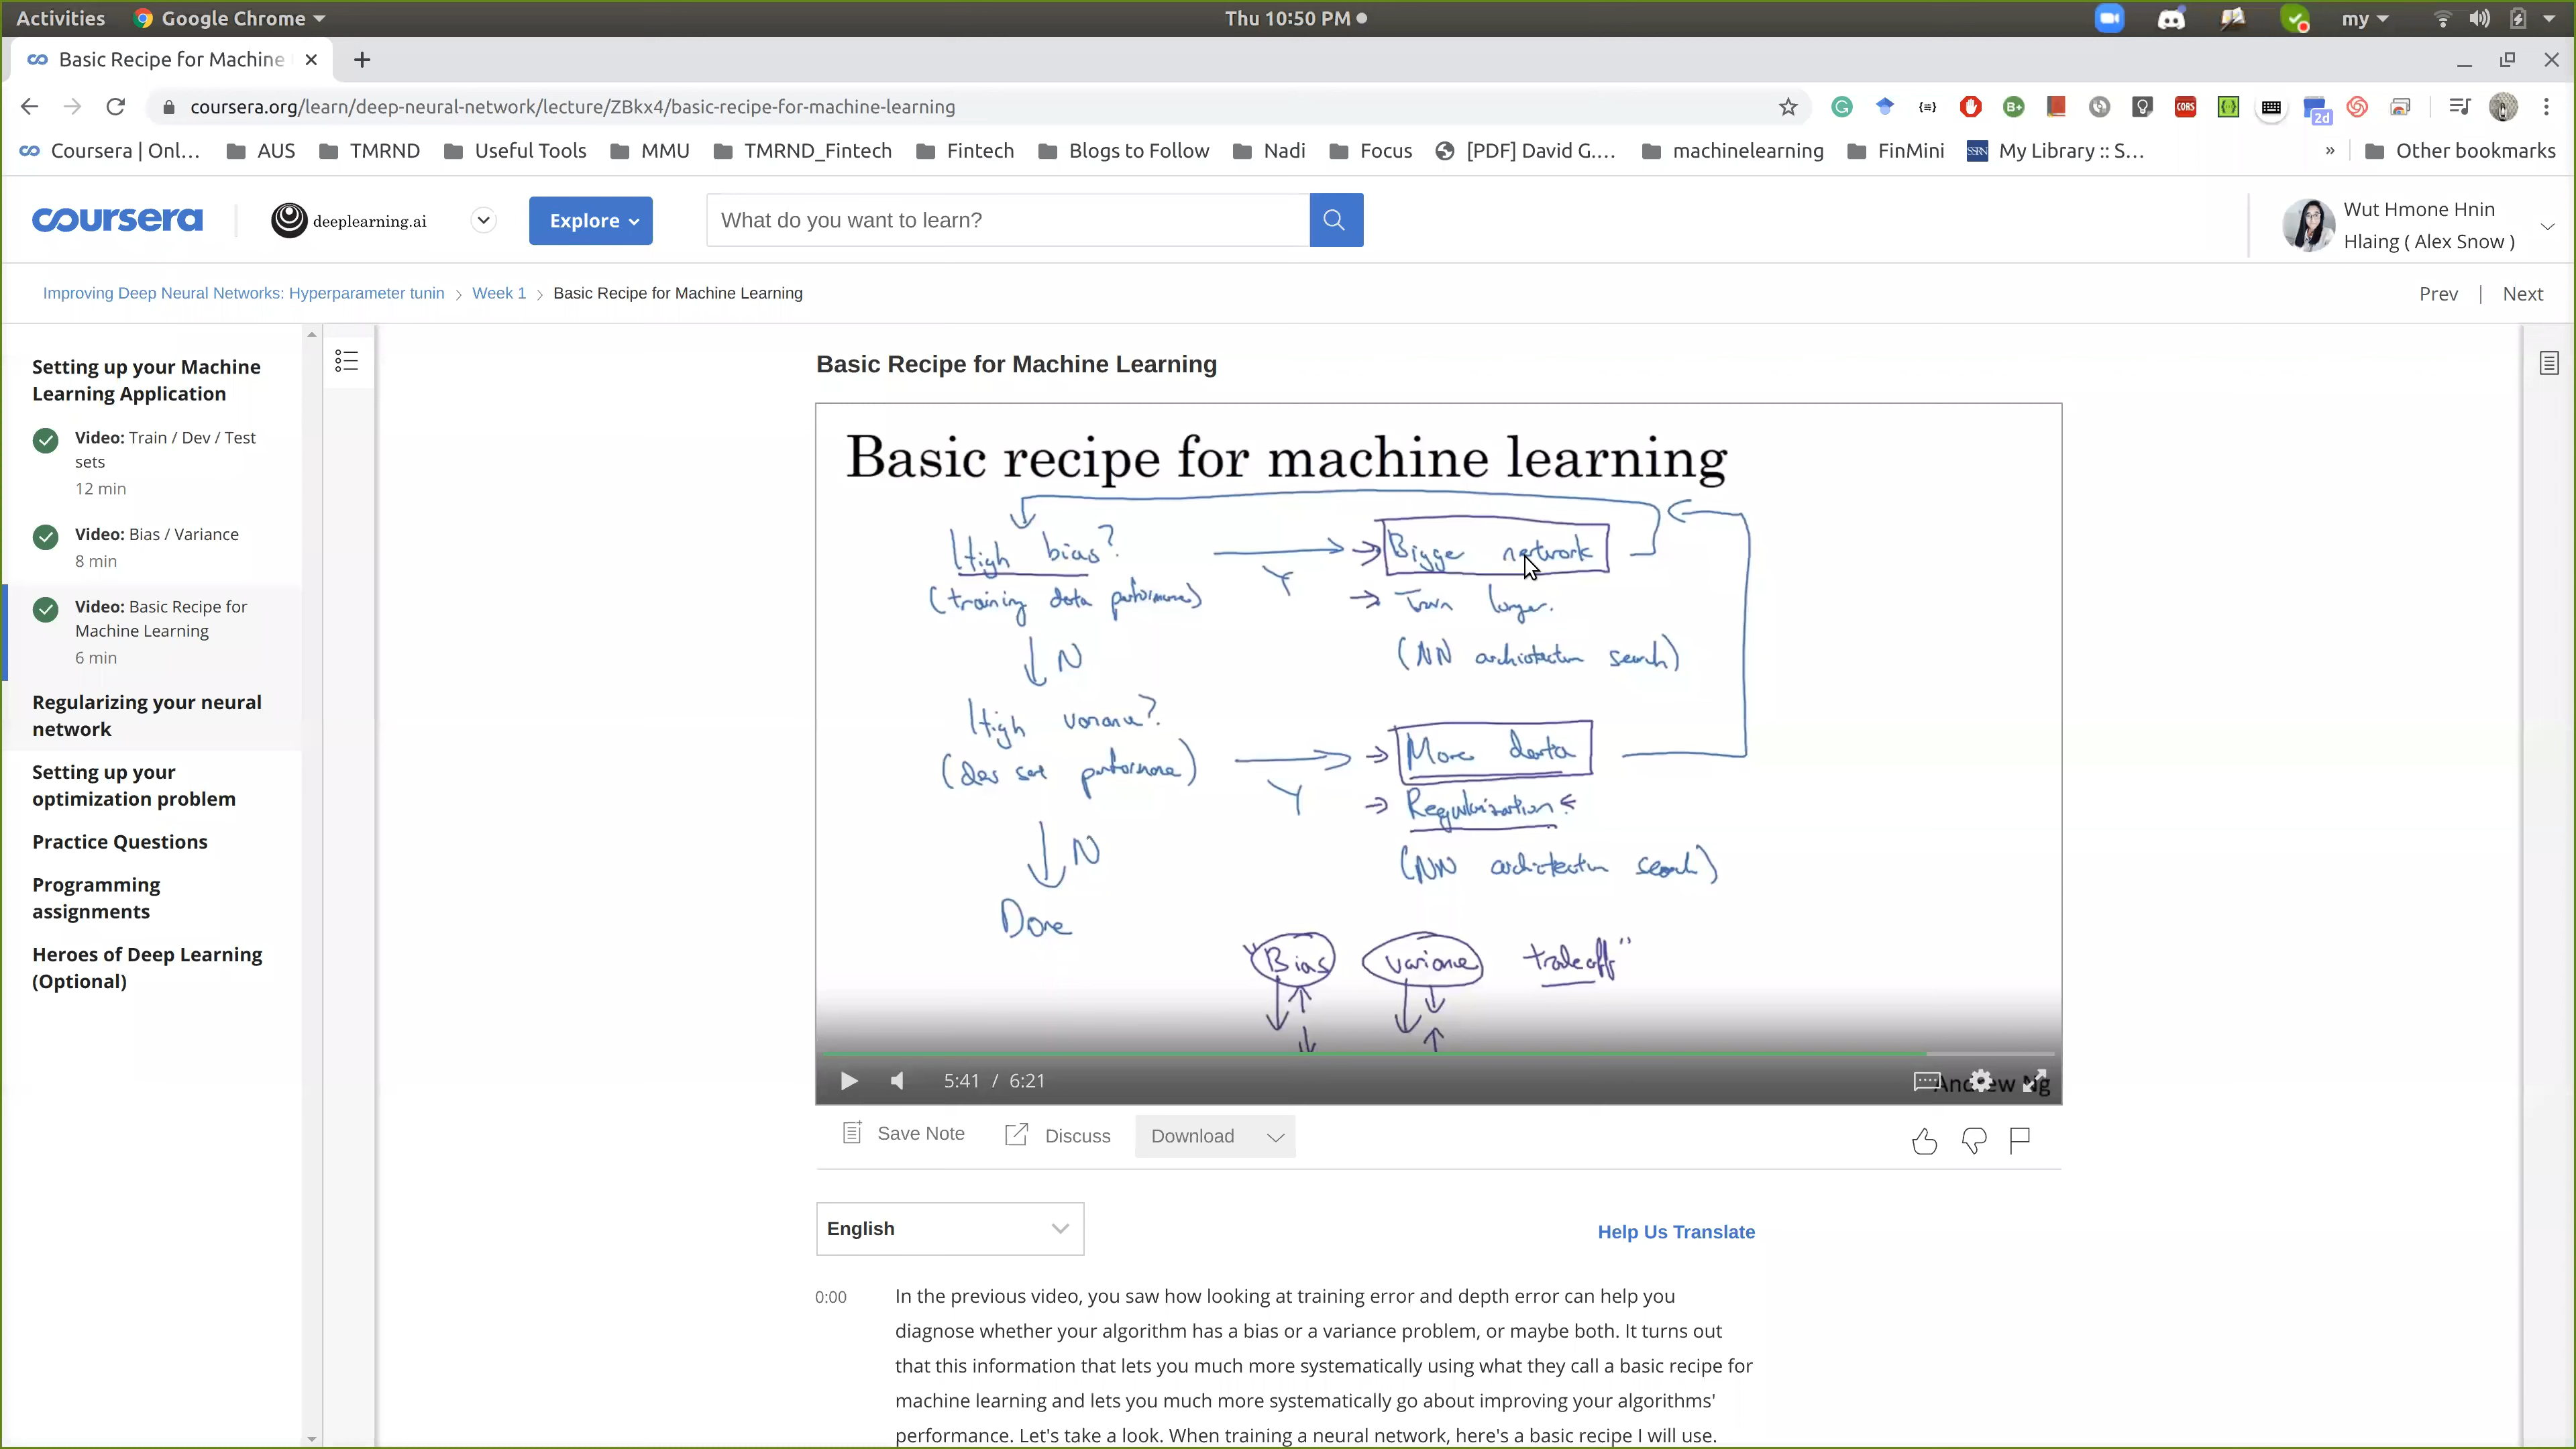 Activities Google Chrome Thu 10:50 PM my
Basic Recipe for Machine
coursera.org/learn/deep-neural-network/lecture/ZBkx4/basic-recipe-for-machine-learning
2d
Coursera | Onl... AUS TMRND Useful Tools MMU TMRND_Fintech Fintech Blogs to Follow Nadi Focus [PDF] David G.... machinelearning FinMini SSRN My Library :: S... » Other bookmarks
coursera deeplearning.ai Explore What do you want to learn? Wut Hmone Hnin
Hlaing ( Alex Snow )
Improving Deep Neural Networks: Hyperparameter tunin > Week 1 > Basic Recipe for Machine Learning Prev | Next
Setting up your Machine
Learning Application
Video: Train / Dev / Test
sets
12 min
Video: Bias / Variance
8 min
Video: Basic Recipe for
Machine Learning
6 min
Regularizing your neural
network
Setting up your
optimization problem
Practice Questions
Programming
assignments
Heroes of Deep Learning
(Optional)
Basic Recipe for Machine Learning
Basic recipe for machine learning
High bias? Y Bigger network
(training data performance) Train longer.
N (NN architecture search)
High variance? More data
(dev set performance) Y
Regularization
N (NN architecture search)
Done
"Bias variance tradeoff"
5:41 / 6:21 Andrew Ng
Save Note Discuss Download
English Help Us Translate
0:00 In the previous video, you saw how looking at training error and depth error can help you
diagnose whether your algorithm has a bias or a variance problem, or maybe both. It turns out
that this information that lets you much more systematically using what they call a basic recipe for
machine learning and lets you much more systematically go about improving your algorithms'
performance. Let's take a look. When training a neural network, here's a basic recipe I will use.